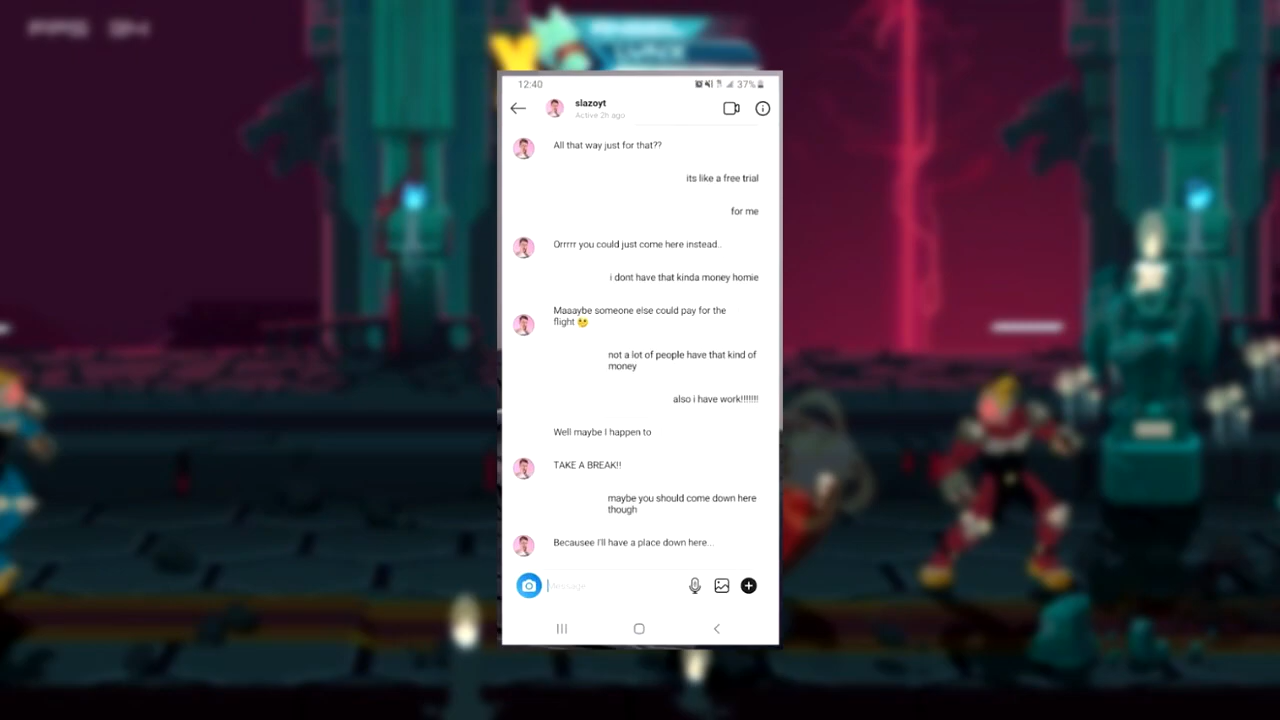 FPS
12:40
37%
slazoyt
Active 2h ago
All that way just for that??
its like a free trial
for me
Orrrrr you could just come here instead..
i dont have that kinda money homie
Maaaybe someone else could pay for the
flight 🤔
not a lot of people have that kind of
money
also i have work!!!!!!!
Well maybe I happen to
TAKE A BREAK!!
maybe you should come down here
though
Becausee I'll have a place down here...
Message...